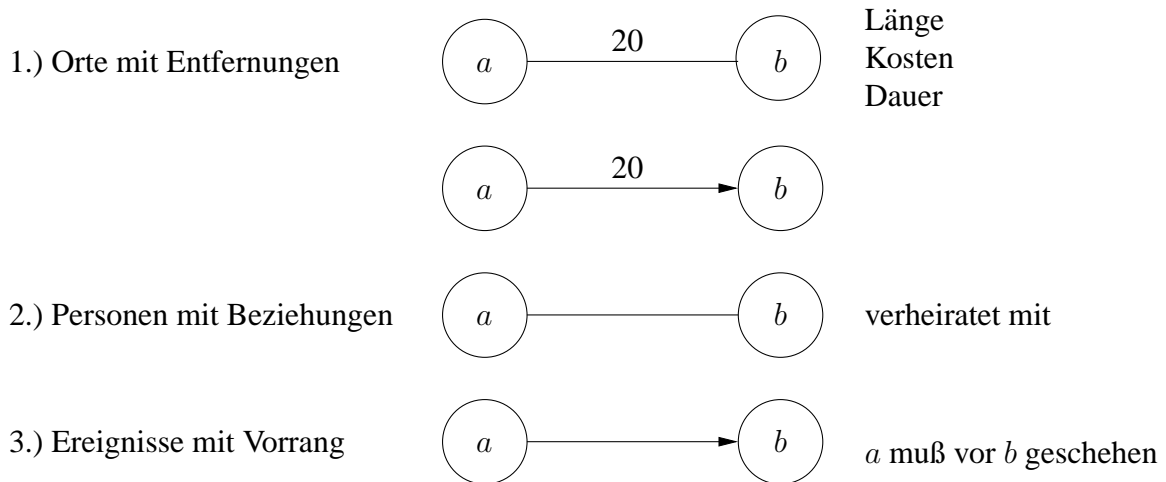 1.) Orte mit Entfernungen a 20 b Länge
Kosten
Dauer
a 20 b
2.) Personen mit Beziehungen a b verheiratet mit
3.) Ereignisse mit Vorrang a b a muß vor b geschehen